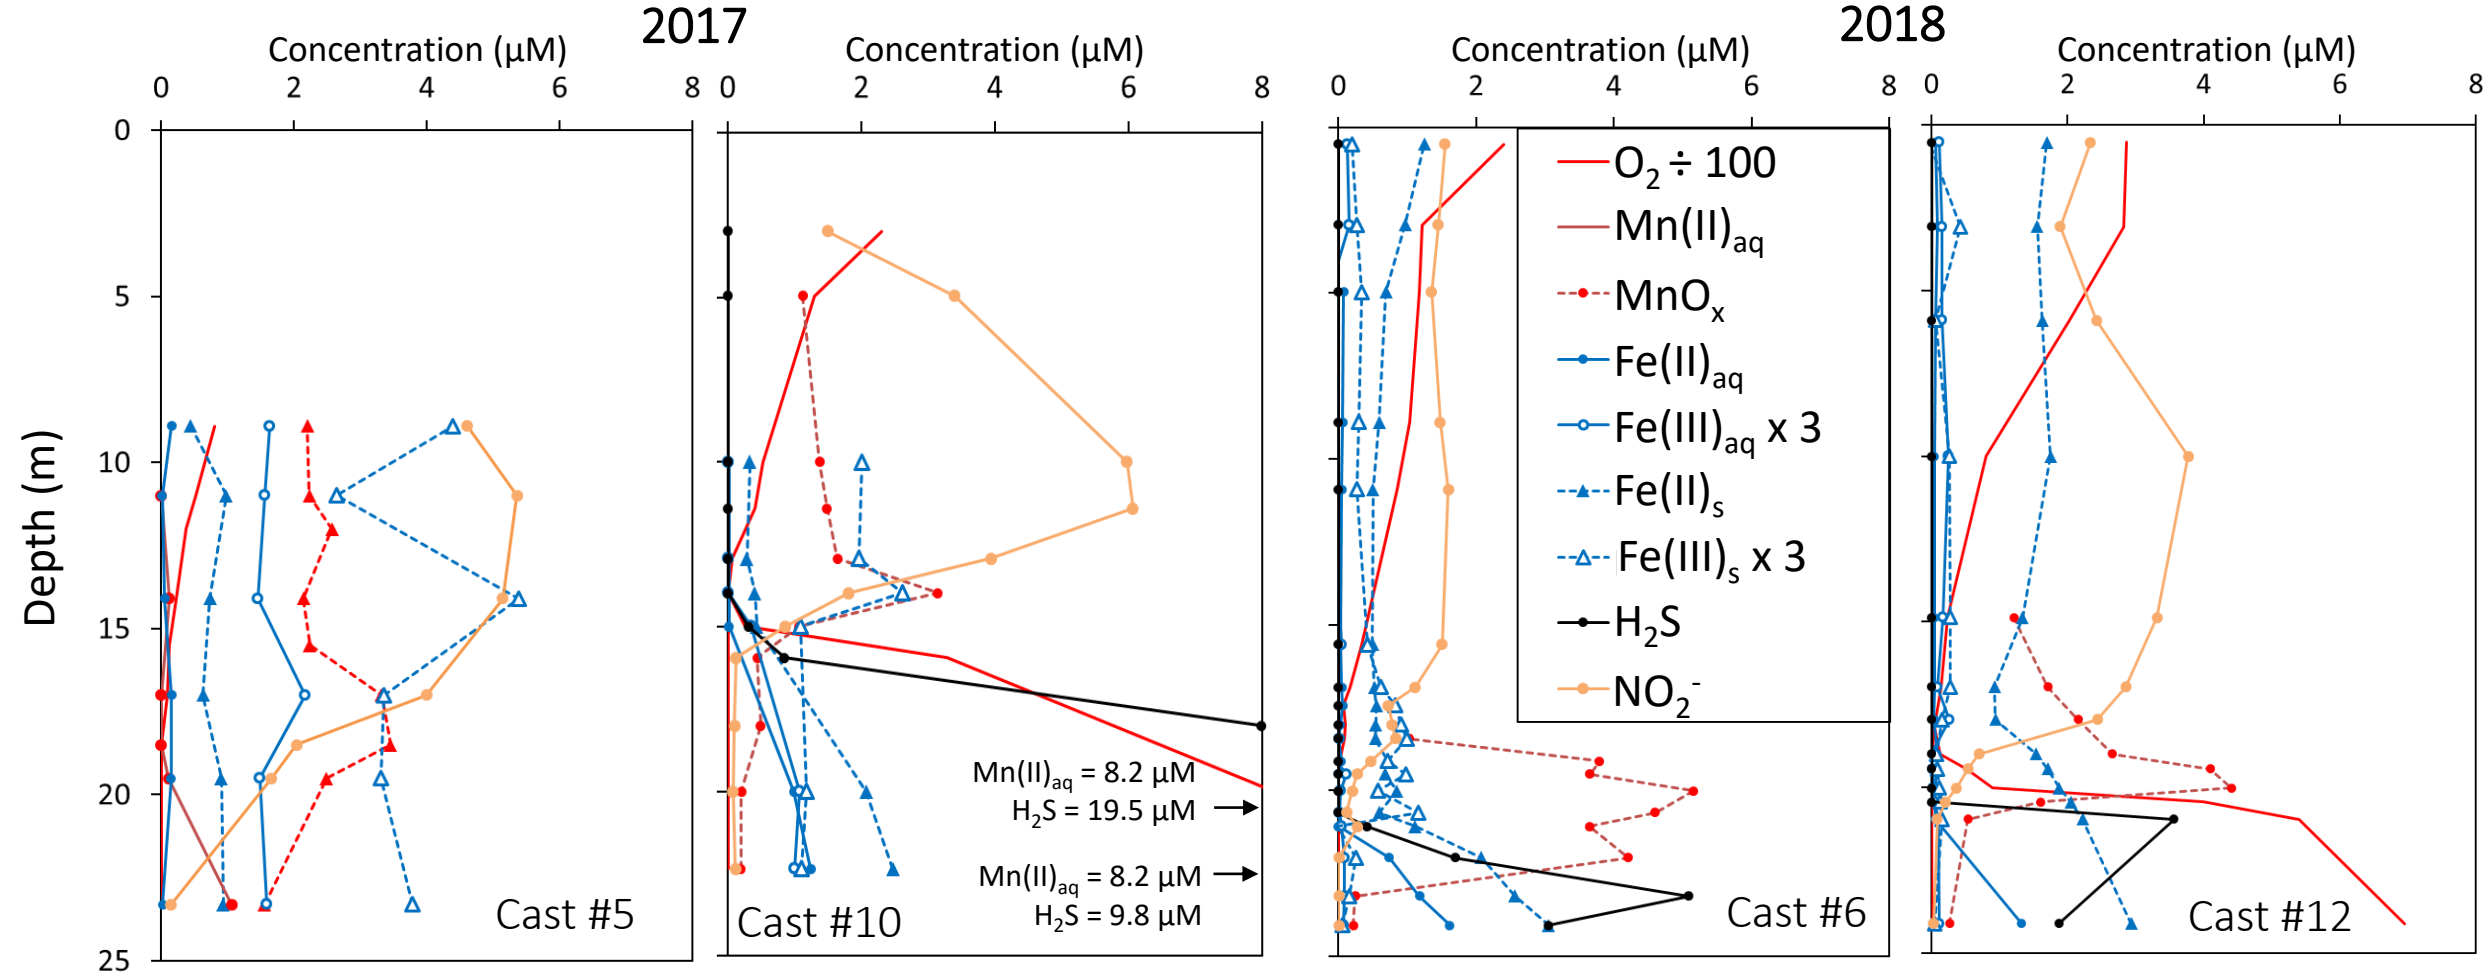 2017
2018
Concentration (µM)
Concentration (µM)
Concentration (µM)
Concentration (µM)
0 2 4 6 8
0 2 4 6 8
0 2 4 6 8
0 2 4 6 8
0
5
10
15
20
25
Depth (m)
O2 ÷ 100
Mn(II)aq
MnOx
Fe(II)aq
Fe(III)aq x 3
Fe(II)s
Fe(III)s x 3
H2S
NO2-
Mn(II)aq = 8.2 µM
H2S = 19.5 µM
Mn(II)aq = 8.2 µM
H2S = 9.8 µM
Cast #5
Cast #10
Cast #6
Cast #12